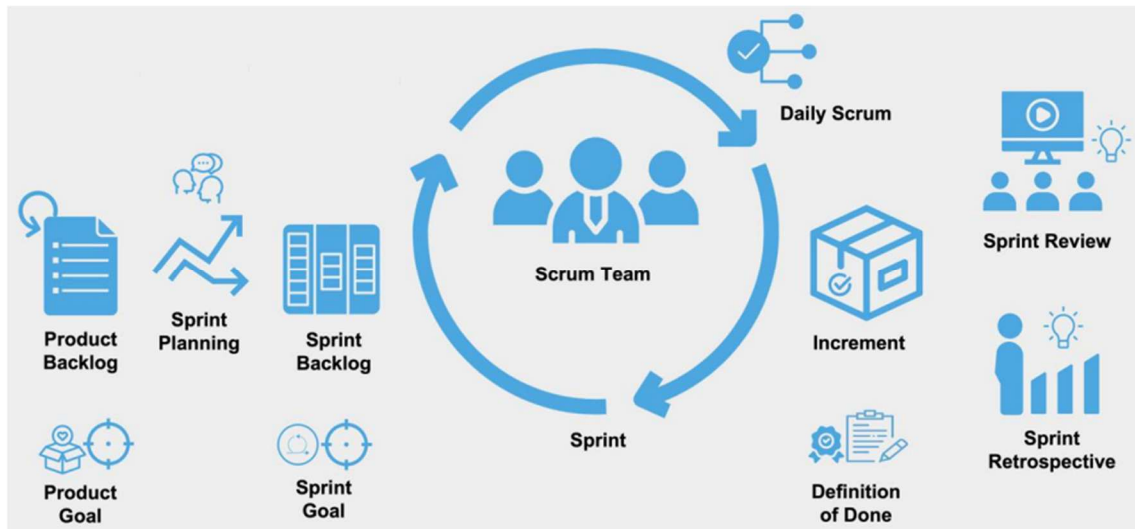 Daily Scrum
Scrum Team
Sprint Review
Product
Backlog
Sprint
Planning
Sprint
Backlog
Increment
Sprint
Sprint
Retrospective
Product
Goal
Sprint
Goal
Definition
of Done